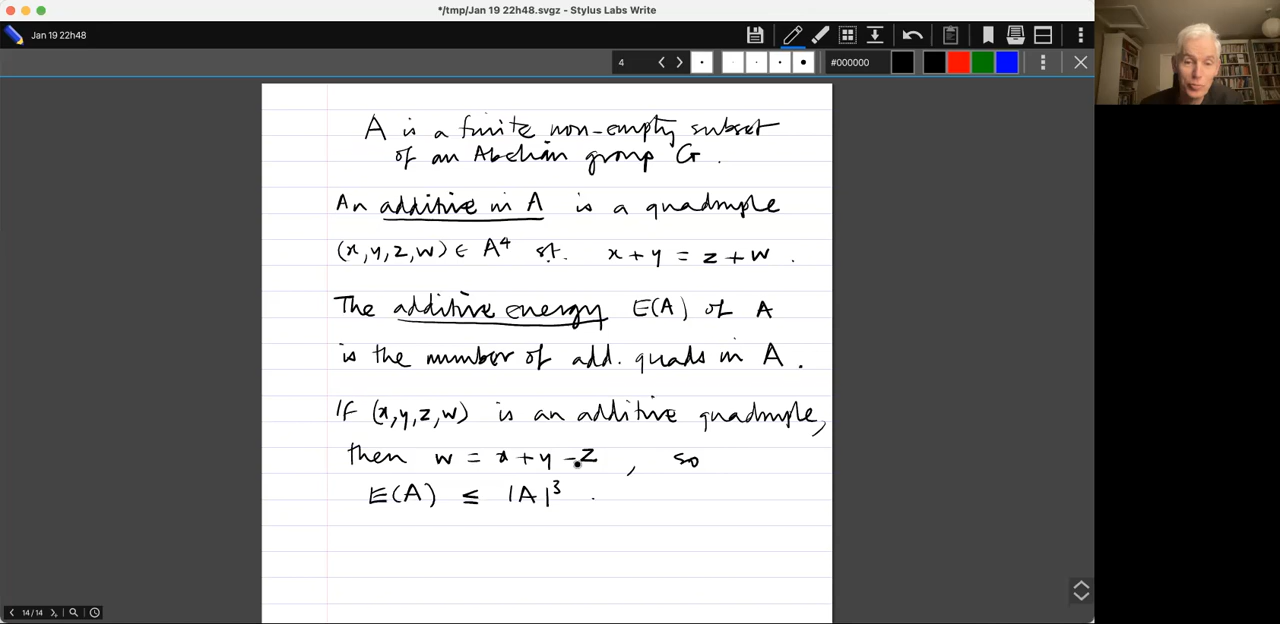 */tmp/Jan 19 22h48.svgz - Stylus Labs Write
Jan 19 22h48
4
#000000
A is a finite non-empty subset
of an Abelian group G.
An additive in A is a quadruple
(x,y,z,w) ∈ A⁴ st. x+y = z+w.
The additive energy E(A) of A
is the number of add. quads in A.
If (x,y,z,w) is an additive quadruple,
then w = x+y-z, so
E(A) ≤ |A|³.
14/14